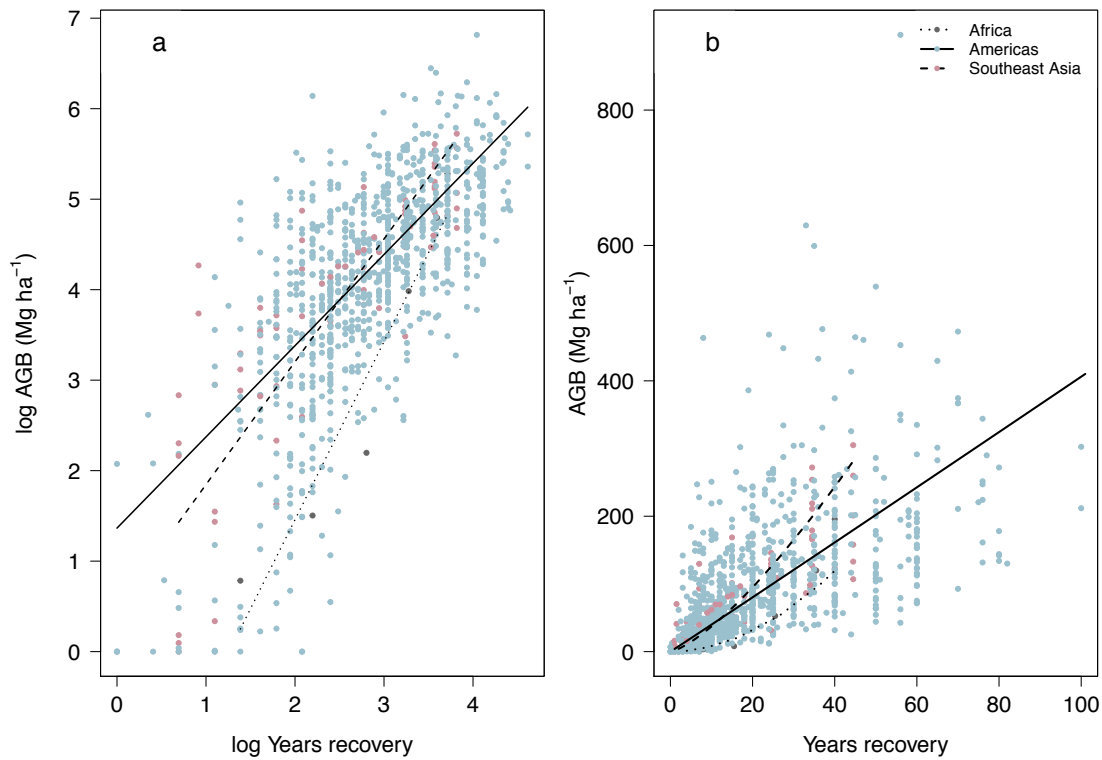 a
7
6
5
4
3
2
1
0
log AGB (Mg ha⁻¹)
0 1 2 3 4
log Years recovery
b
Africa
Americas
Southeast Asia
800
600
400
200
0
AGB (Mg ha⁻¹)
0 20 40 60 80 100
Years recovery